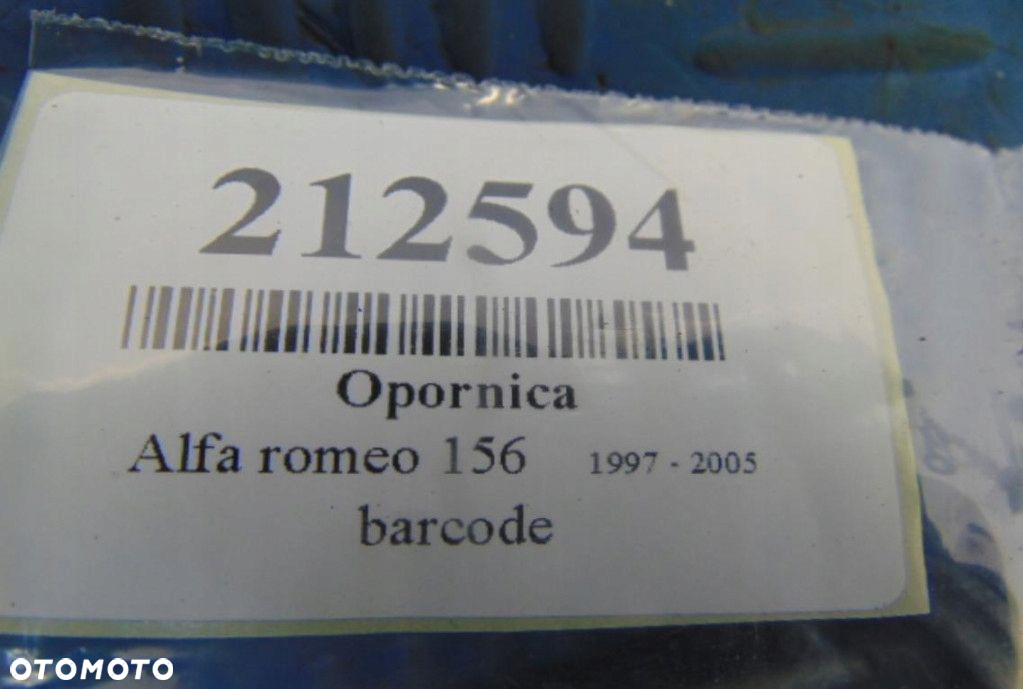 212594
Opornica
Alfa romeo 156 1997 - 2005
barcode
OTOMOTO